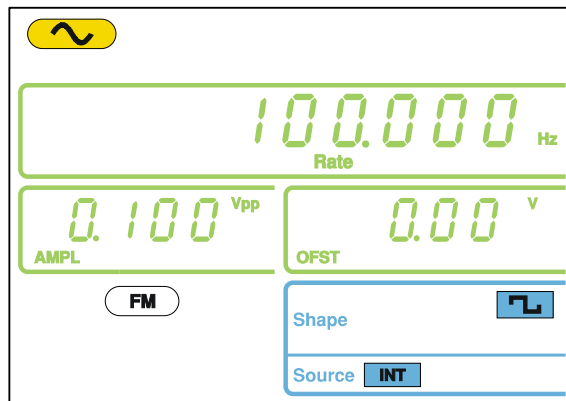 100.000 Hz
Rate
0.100 Vpp
AMPL
0.00 V
OFST
FM
Shape
Source INT